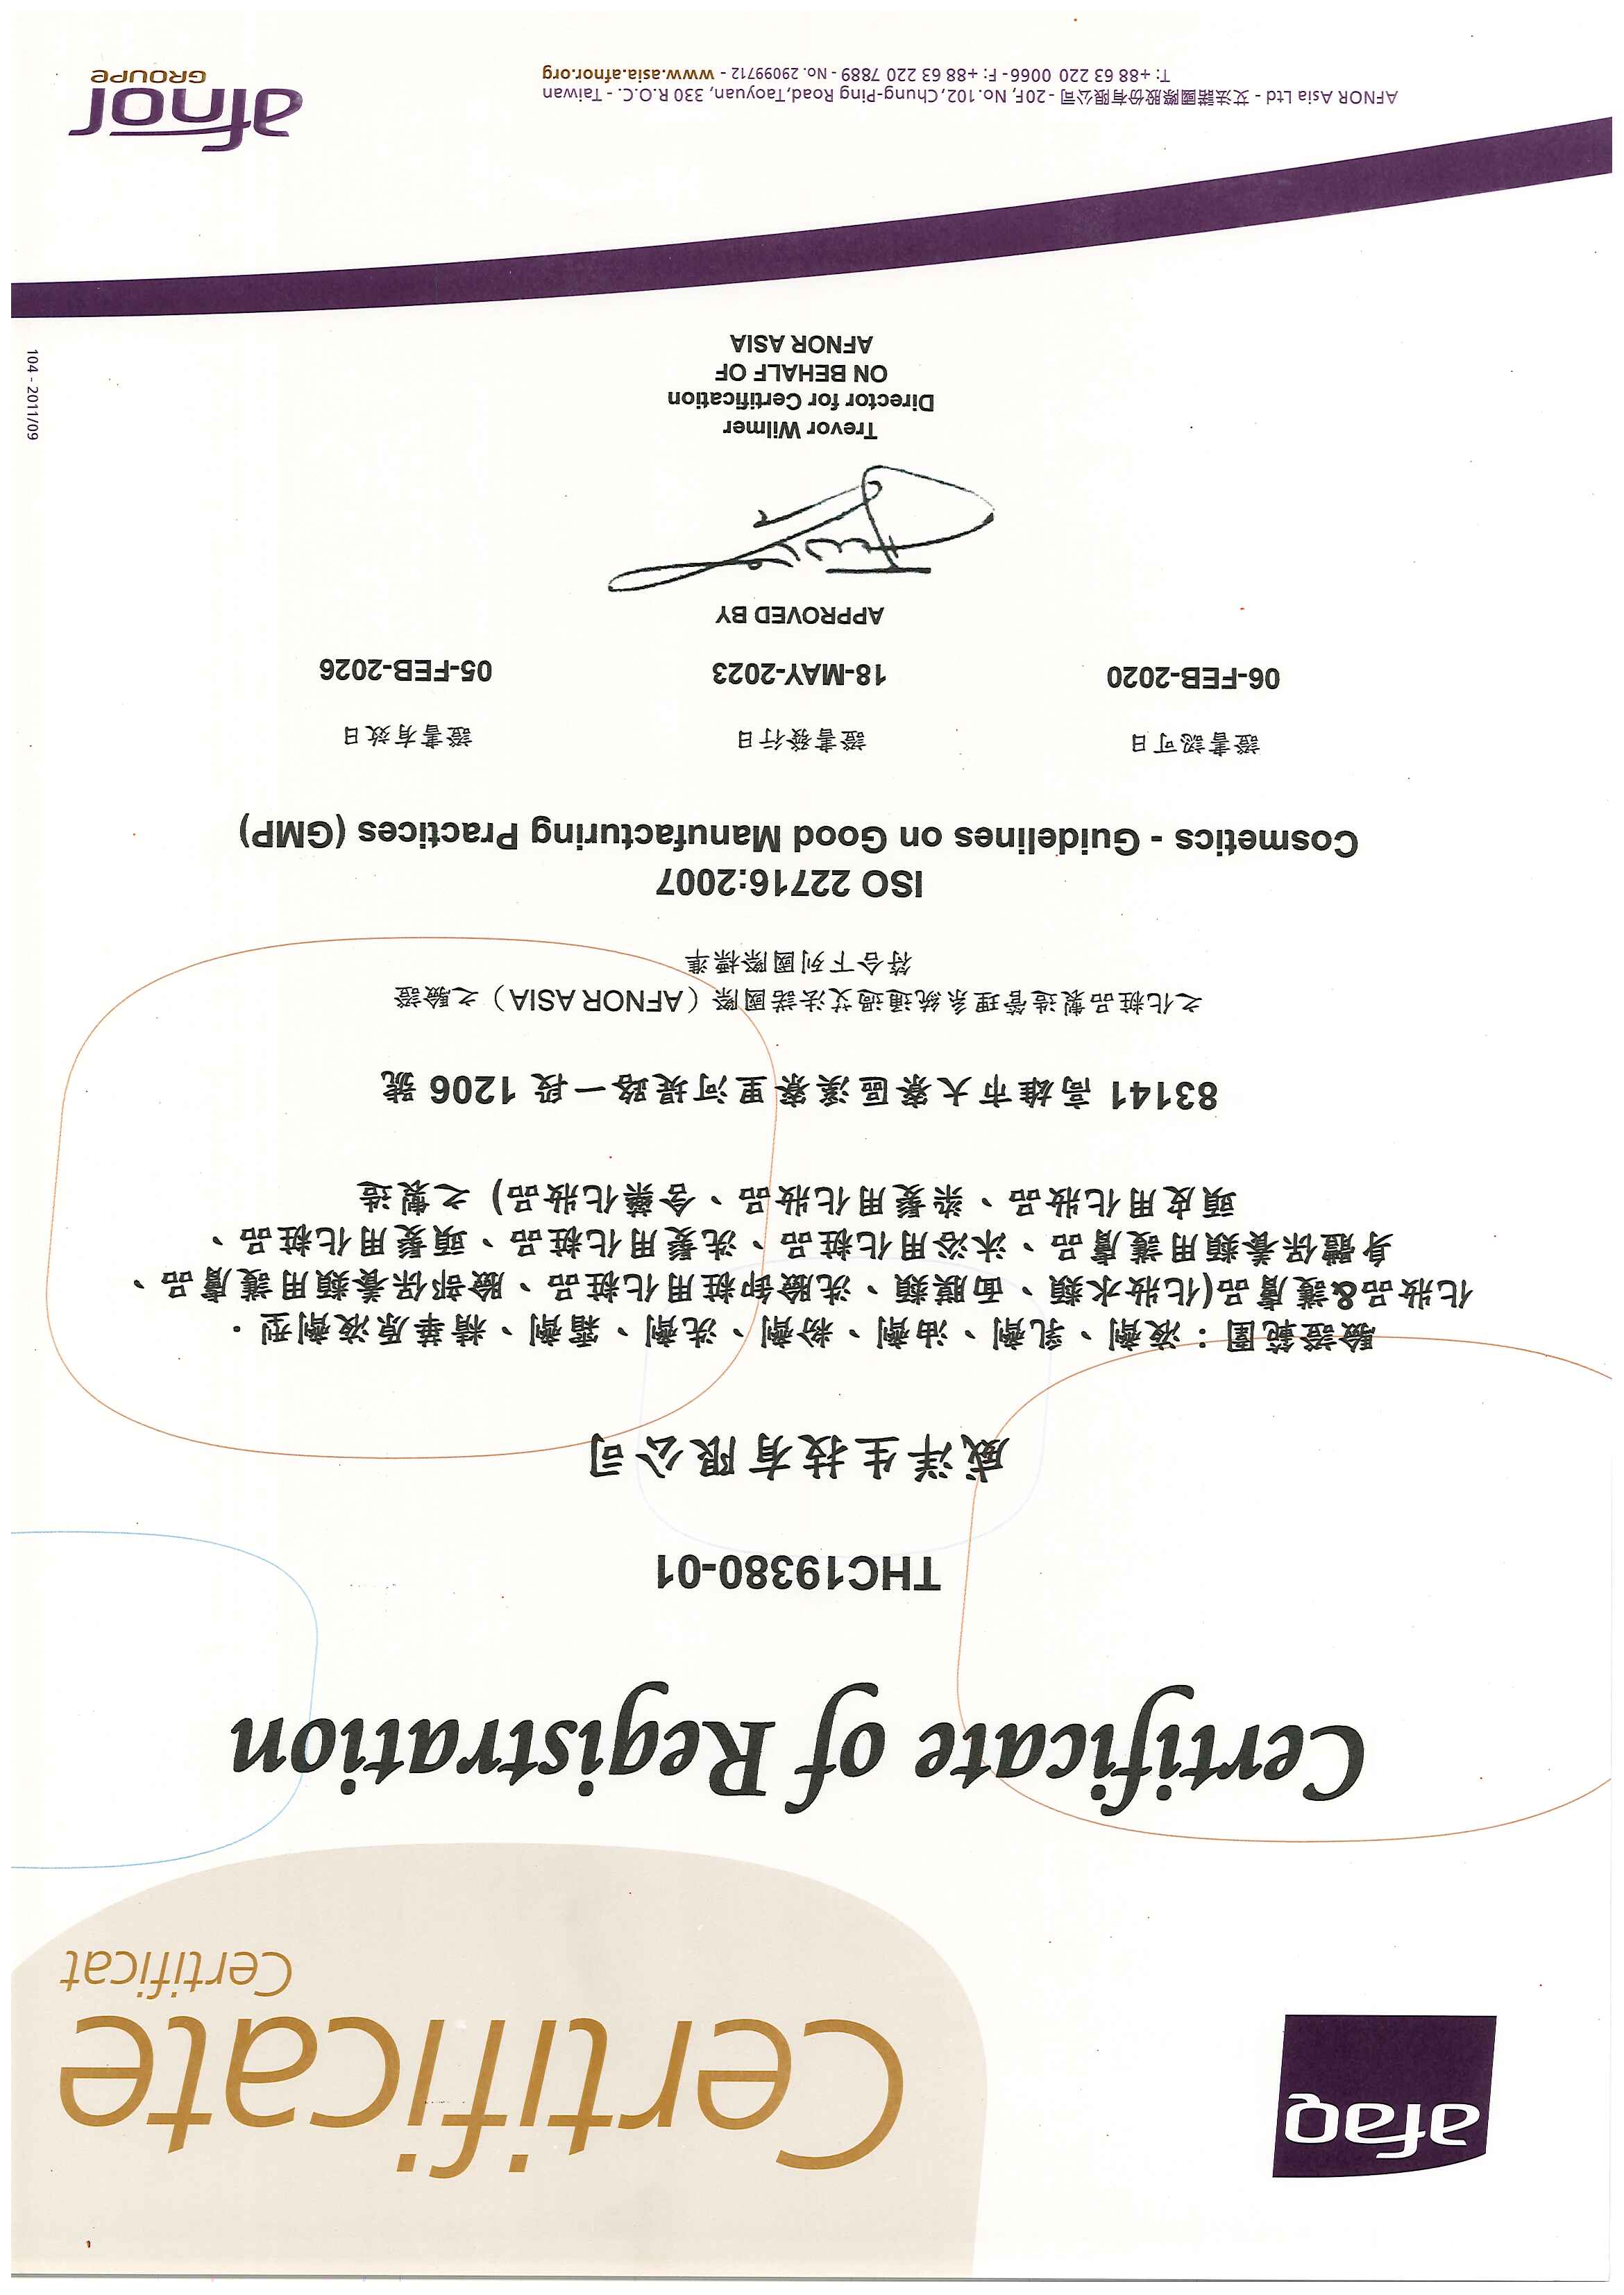 afaq
Certificate
Certificat
Certificate of Registration
THC19380-01
威洋生技有限公司
驗證範圍：液劑、乳劑、油劑、粉劑、洗劑、霜劑、精華原液劑型．
化妝品&護膚品(化妝水類、面膜類、洗臉卸粧用化粧品、臉部保養類用護膚品、
身體保養類用護膚品、沐浴用化粧品、洗髮用化粧品、頭髮用化粧品、
頭皮用化妝品、染髮用化妝品、含藥化妝品) 之製造
83141 高雄市大寮區溪寮里河堤路一段 1206 號
之化粧品製造管理系統通過艾法諾國際（AFNOR ASIA）之驗證
符合下列國際標準
ISO 22716:2007
Cosmetics - Guidelines on Good Manufacturing Practices (GMP)
證書認可日 證書發行日 證書有效日
06-FEB-2020 18-MAY-2023 05-FEB-2026
APPROVED BY
Trevor Wilmer
Director for Certification
ON BEHALF OF
AFNOR ASIA
104 - 2011/09
AFNOR Asia Ltd - 艾法諾國際股份有限公司 - 20F, No.102, Chung-Ping Road,Taoyuan, 330 R.O.C. - Taiwan
T: +88 63 220 0066 - F: +88 63 220 7889 - No. 29099712 - www.asia.afnor.org
afnor
GROUPE